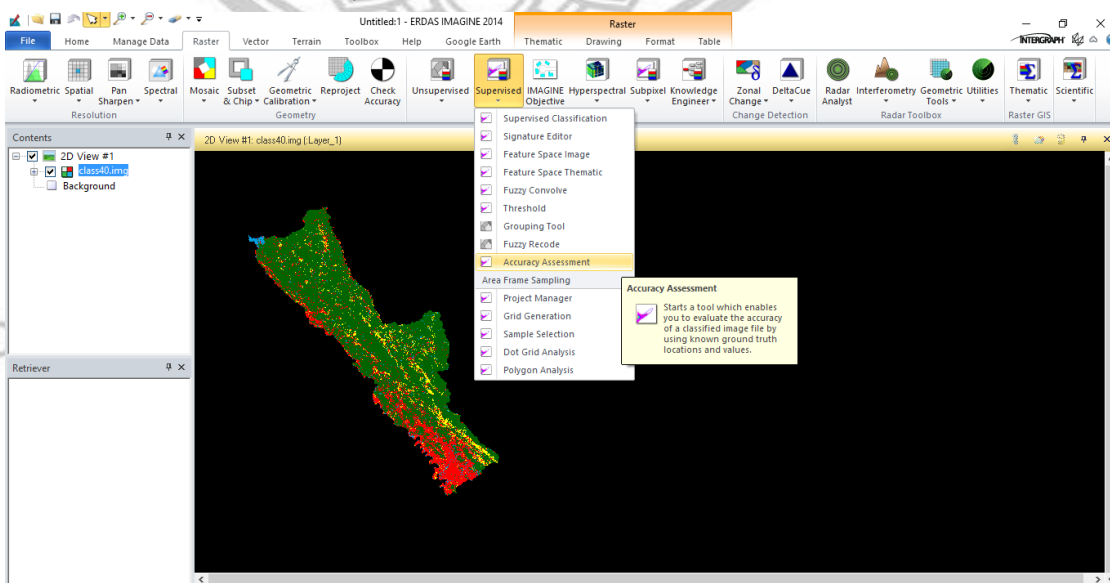 Untitled:1 - ERDAS IMAGINE 2014
Raster
File Home Manage Data Raster Vector Terrain Toolbox Help Google Earth Thematic Drawing Format Table
INTERGRAPH
Radiometric Spatial Pan Sharpen Spectral Mosaic Subset & Chip Geometric Calibration Reproject Check Accuracy Unsupervised Supervised IMAGINE Objective Hyperspectral Subpixel Knowledge Engineer Zonal Change DeltaCue Radar Analyst Interferometry Geometric Tools Utilities Thematic Scientific
Resolution Geometry Change Detection Radar Toolbox Raster GIS
Contents
2D View #1
class40.img
Background
Retriever
2D View #1: class40.img (:Layer_1)
Supervised Classification
Signature Editor
Feature Space Image
Feature Space Thematic
Fuzzy Convolve
Threshold
Grouping Tool
Fuzzy Recode
Accuracy Assessment
Area Frame Sampling
Project Manager
Grid Generation
Sample Selection
Dot Grid Analysis
Polygon Analysis
Accuracy Assessment
Starts a tool which enables
you to evaluate the accuracy
of a classified image file by
using known ground truth
locations and values.